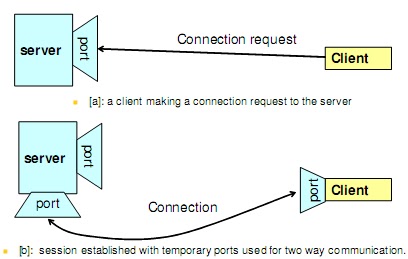 server
port
Connection request
Client
[a]: a client making a connection request to the server
server
port
port
Connection
port
Client
[b]: session established with temporary ports used for two way communication.